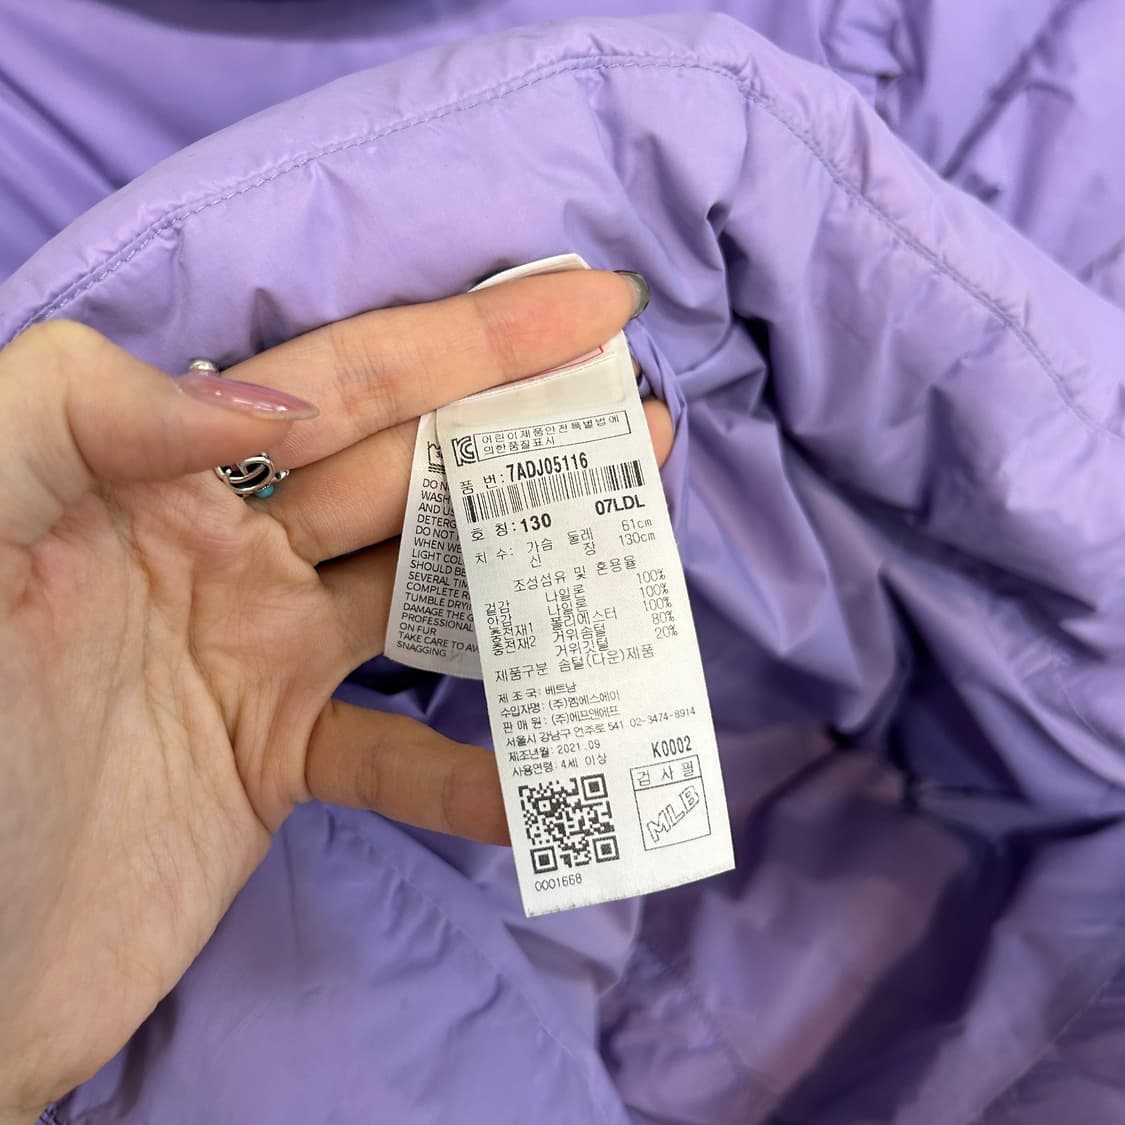 어린이제품안전특별법에
의한품질표시
품 번:7ADJ05116
07LDL
호 칭:130
치 수: 가슴 둘레 61cm
신 장 130cm
조성섬유 및 혼용율
겉감 나일론 100%
안감 나일론 100%
충전재1 폴리에스터 100%
충전재2 거위솜털 80%
거위깃털 20%
제품구분 솜털(다운)제품
제 조 국: 베트남
수입자명: (주)엠에스에이
판 매 원: (주)에프앤에프
서울시 강남구 언주로 541 02-3474-8914
제조년월: 2021.09
사용연령: 4세 이상
K0002
검 사 필
MLB
0001668
WASH
AND
DETERG
DO NOT
WHEN
LIGHT
SHOULD BE
SEVERAL
COMPLETE
TUMBLE
DAMAGE THE
PROFESSIONAL
ON FUR
TAKE CARE TO
SNAGGING